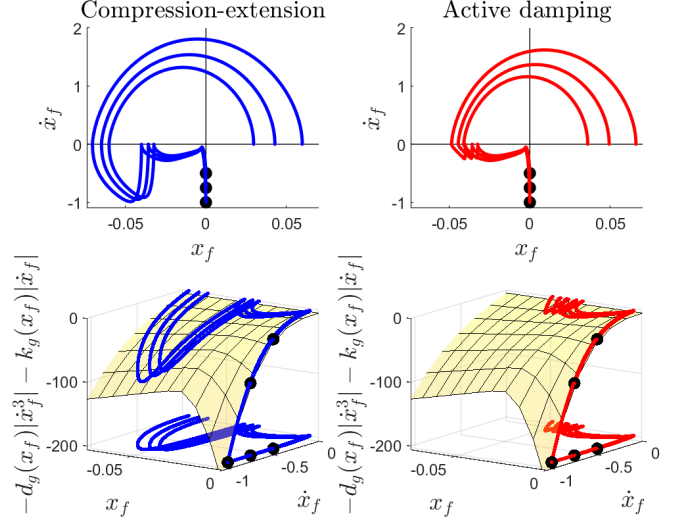 Compression-extension
Active damping
2
1
0
-1
-0.05
0
0.05
ẋ_f
x_f
2
1
0
-1
-0.05
0
0.05
ẋ_f
x_f
−d_g(x_f)|ẋ_f^3| − k_g(x_f)|ẋ_f|
0
-100
-200
-0.05
0
-1
-0.5
0
x_f
ẋ_f
−d_g(x_f)|ẋ_f^3| − k_g(x_f)|ẋ_f|
0
-100
-200
-0.05
0
-1
-0.5
0
x_f
ẋ_f